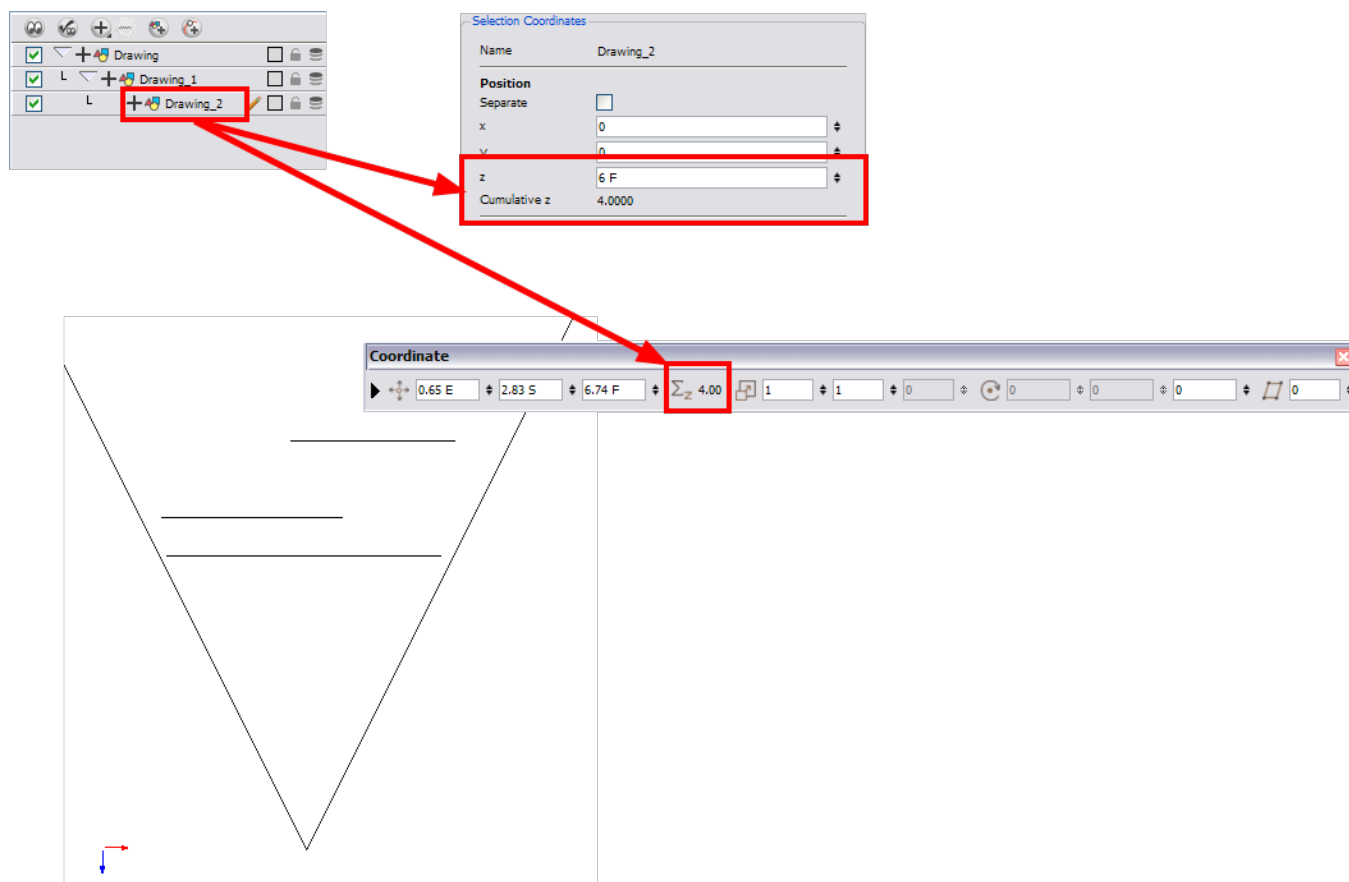 Drawing
Drawing_1
Drawing_2
Selection Coordinates
Name Drawing_2
Position
Separate
x 0
y 0
z 6 F
Cumulative z 4.0000
Coordinate
0.65 E 2.83 S 6.74 F Σz 4.00 1 1 0 0 0 0 0